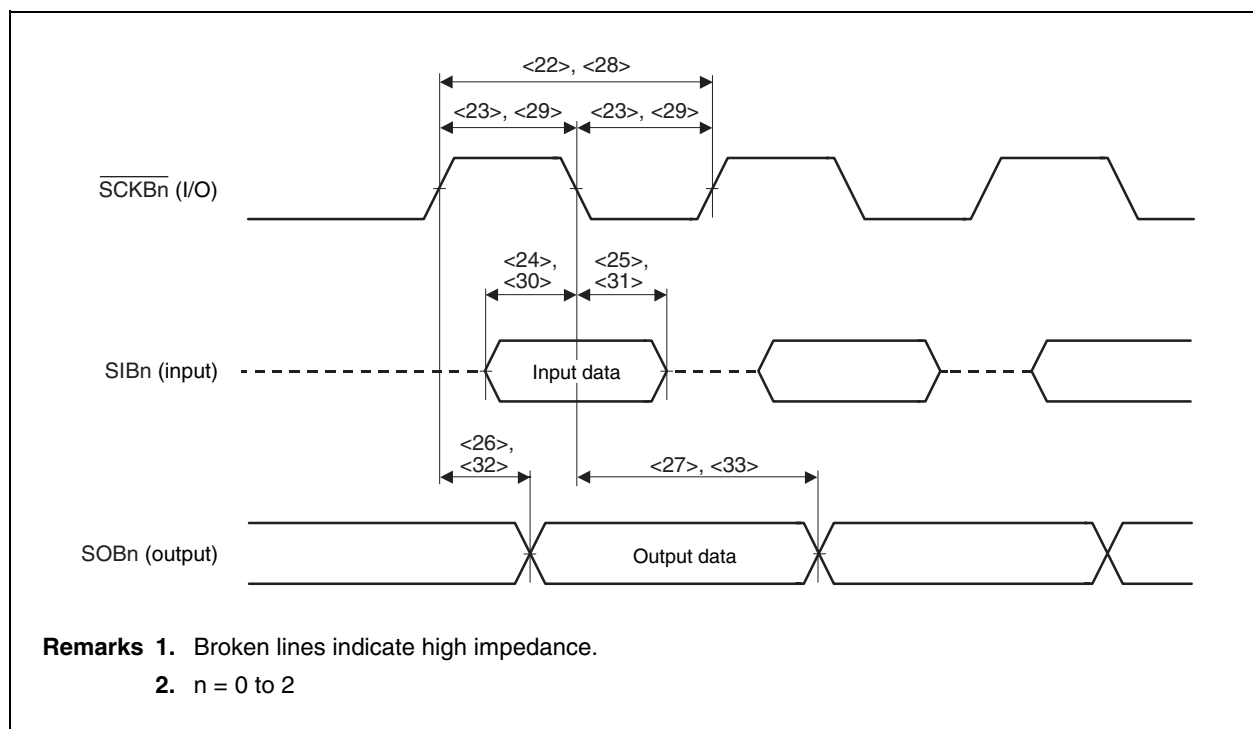 <22>, <28>
<23>, <29> <23>, <29>
SCKBn (I/O)
<24>,
<30>
<25>,
<31>
SIBn (input)
Input data
<26>,
<32>
<27>, <33>
SOBn (output)
Output data
Remarks 1. Broken lines indicate high impedance.
2. n = 0 to 2